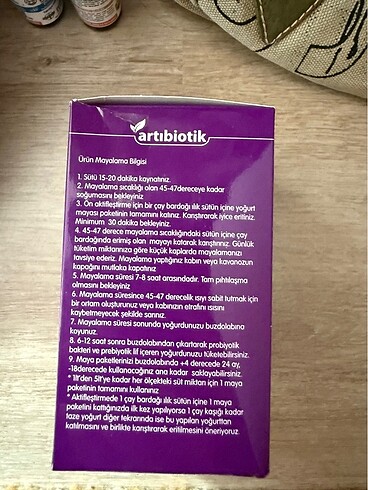 artıbiotik
Ürün Mayalama Bilgisi
1. Sütü 15-20 dakika kaynatınız.
2. Mayalama sıcaklığı olan 45-47dereceye kadar
soğumasını bekleyiniz
3. Ön aktifleştirme için bir çay bardağı ılık sütün içine yoğurt
mayası paketinin tamamını katınız. Karıştırarak iyice eritiniz.
Minimum 30 dakika bekleyiniz.
4. 45-47 derece mayalama sıcaklığındaki sütün içine çay
bardağında erimiş olan mayayı katarak karıştırınız. Günlük
tüketim miktarınıza göre küçük kaplarda mayalamanızı
tavsiye ederiz. Mayalama yaptığınız kabın veya kavanozun
kapağını mutlaka kapatınız
5. Mayalama süresi 7-8 saat arasındadır. Tam pıhtılaşma
olmasını bekleyiniz
6. Mayalama süresince 45-47 derecelik ısıyı sabit tutmak için
bir ortam oluşturunuz veya kabınızın etrafını ısısını
kaybetmeyecek şekilde sarınız.
7. Mayalama süresi sonunda yoğurdunuzu buzdolabına
koyunuz.
8. 6-12 saat sonra buzdolabından çıkartarak probiyatik
bakteri ve prebiyotik lif içeren yoğurdunuzu tüketebilirsiniz.
9. Maya paketlerinizi buzdolabında +4 derecede 24 ay,
-18derecede kullanacağınız ana kadar saklayabilirsiniz.
* 1lt'den 5lt'ye kadar her ölçekteki süt miktarı için 1 maya
paketinin tamamını kullanınız
* Aktifleştirmede 1 çay bardağı ılık sütün içine 1 maya
paketini kattığınızda ilk kez yapılıyorsa 1 çay kaşığı kadar
taze yoğurt diğer tekrarında ise bu yapılan yoğurttan
katılmasını ve birlikte karıştırarak eritilmesini öneriyoruz